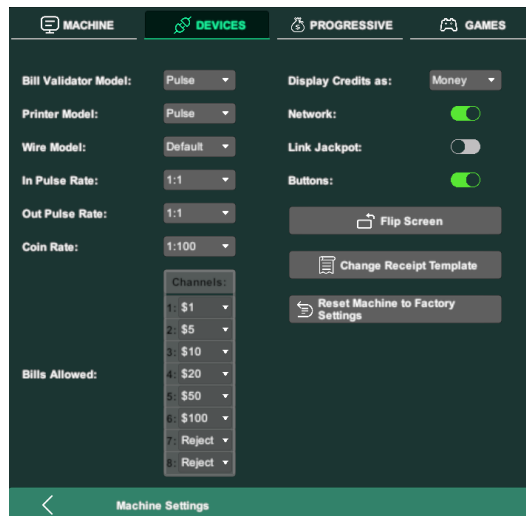 MACHINE
DEVICES
PROGRESSIVE
GAMES
Bill Validator Model: Pulse
Printer Model: Pulse
Wire Model: Default
In Pulse Rate: 1:1
Out Pulse Rate: 1:1
Coin Rate: 1:100
Bills Allowed:
Channels:
1: $1
2: $5
3: $10
4: $20
5: $50
6: $100
7: Reject
8: Reject
Display Credits as: Money
Network:
Link Jackpot:
Buttons:
Flip Screen
Change Receipt Template
Reset Machine to Factory
Settings
Machine Settings